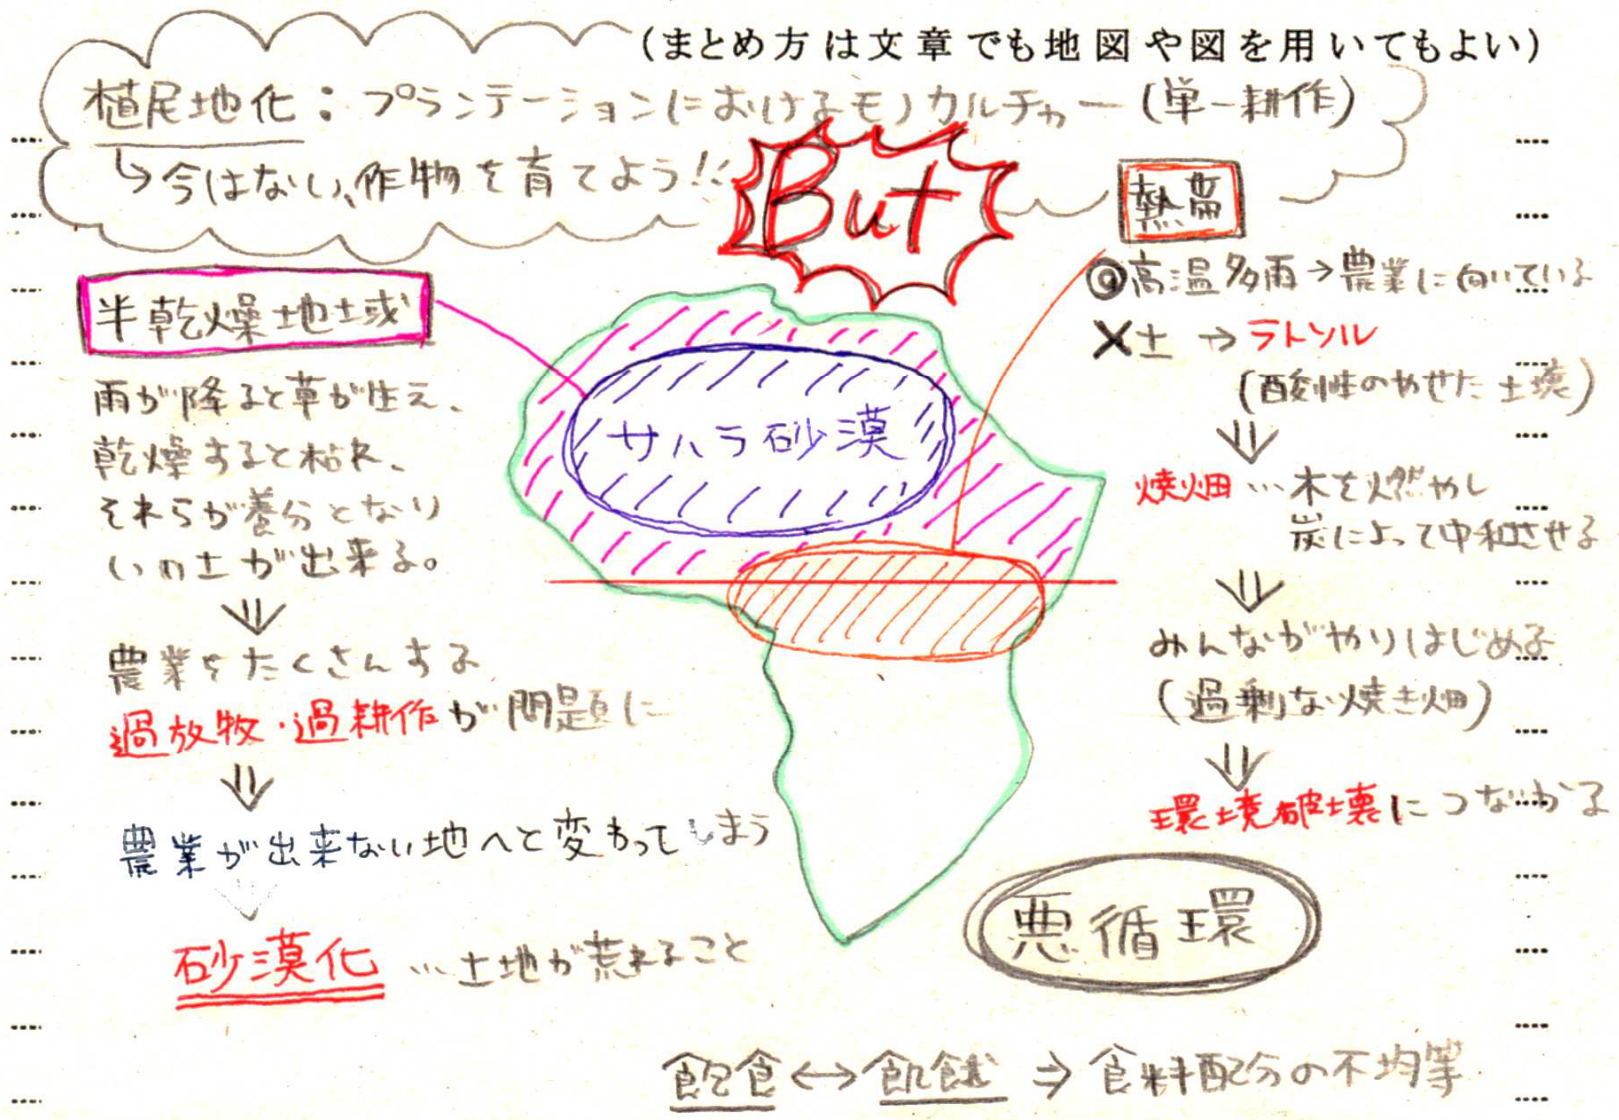 (まとめ方は文章でも地図や図を用いてもよい)
植民地化：プランテーションにおけるモノカルチャー(単一耕作)
↳今はない、作物を育てよう!!
But
熱帯
◎高温多雨→農業に向いている
×土→ラトソル
(酸性のやせた土壌)
⇓
焼畑…木を燃やし
炭によって中和させる
⇓
みんながやりはじめる
(過剰な焼き畑)
⇓
環境破壊につながる
半乾燥地域
雨が降ると草が生え、
乾燥すると枯れ、
それらが養分となり
いい土が出来る。
⇓
農業をたくさんする
過放牧・過耕作が問題に
⇓
農業が出来ない地へと変わってしまう
⇓
砂漠化…土地が荒れること
サハラ砂漠
悪循環
飽食↔飢餓⇒食料配分の不均等